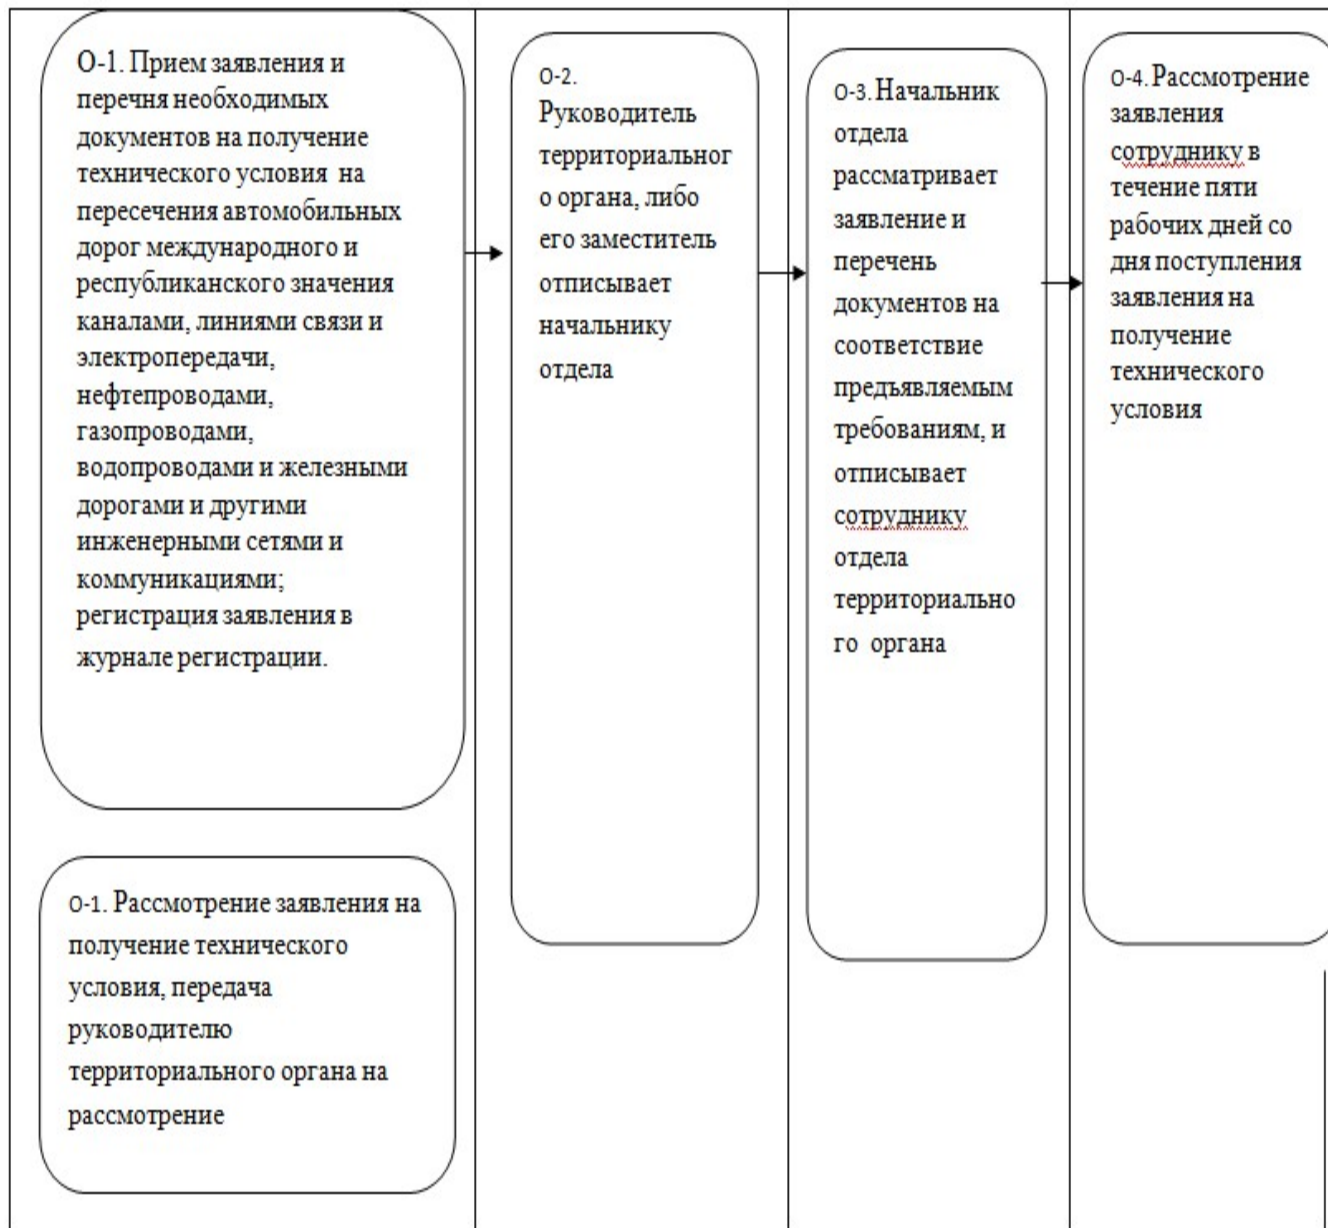 О-1. Прием заявления и
перечня необходимых
документов на получение
технического условия на
пересечения автомобильных
дорог международного и
республиканского значения
каналами, линиями связи и
электропередачи,
нефтепроводами,
газопроводами,
водопроводами и железными
дорогами и другими
инженерными сетями и
коммуникациями;
регистрация заявления в
журнале регистрации.
О-1. Рассмотрение заявления на
получение технического
условия, передача
руководителю
территориального органа на
рассмотрение
О-2.
Руководитель
территориальног
о органа, либо
его заместитель
отписывает
начальнику
отдела
О-3. Начальник
отдела
рассматривает
заявление и
перечень
документов на
соответствие
предъявляемым
требованиям, и
отписывает
сотруднику
отдела
территориально
го органа
О-4. Рассмотрение
заявления
сотруднику в
течение пяти
рабочих дней со
дня поступления
заявления на
получение
технического
условия